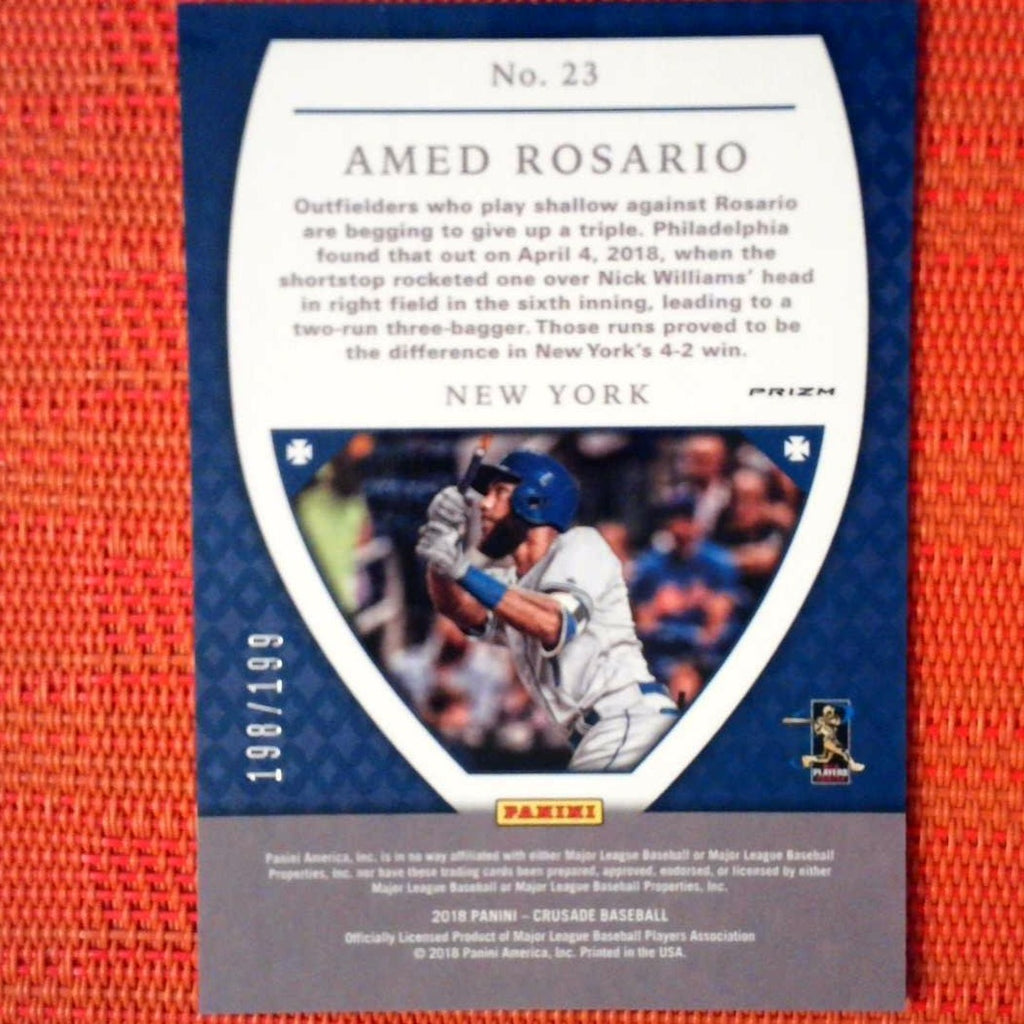 No. 23
AMED ROSARIO
Outfielders who play shallow against Rosario
are begging to give up a triple. Philadelphia
found that out on April 4, 2018, when the
shortstop rocketed one over Nick Williams' head
in right field in the sixth inning, leading to a
two-run three-bagger. Those runs proved to be
the difference in New York's 4-2 win.
NEW YORK
PRIZM
198/199
PLAYERS
PANINI
Panini America, Inc. is in no way affiliated with either Major League Baseball or Major League Baseball
Properties, Inc. nor have these trading cards been prepared, approved, endorsed, or licensed by either
Major League Baseball or Major League Baseball Properties, Inc.
2018 PANINI – CRUSADE BASEBALL
Officially Licensed Product of Major League Baseball Players Association
© 2018 Panini America, Inc. Printed in the USA.